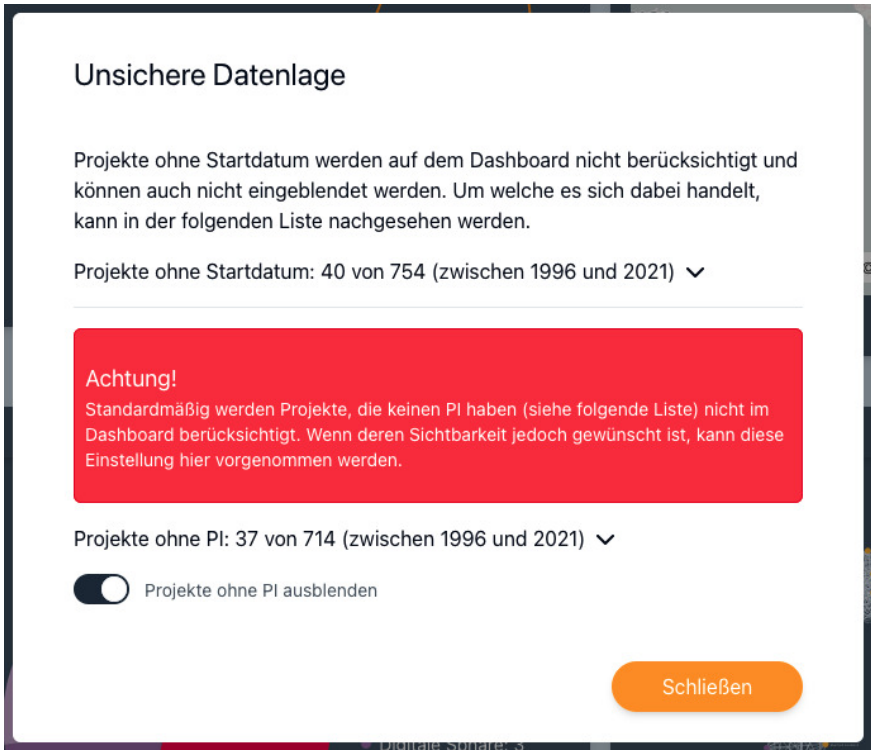 Unsichere Datenlage
Projekte ohne Startdatum werden auf dem Dashboard nicht berücksichtigt und
können auch nicht eingeblendet werden. Um welche es sich dabei handelt,
kann in der folgenden Liste nachgesehen werden.
Projekte ohne Startdatum: 40 von 754 (zwischen 1996 und 2021)
Achtung!
Standardmäßig werden Projekte, die keinen PI haben (siehe folgende Liste) nicht im
Dashboard berücksichtigt. Wenn deren Sichtbarkeit jedoch gewünscht ist, kann diese
Einstellung hier vorgenommen werden.
Projekte ohne PI: 37 von 714 (zwischen 1996 und 2021)
Projekte ohne PI ausblenden
Schließen
Digitale Sphäre: 3